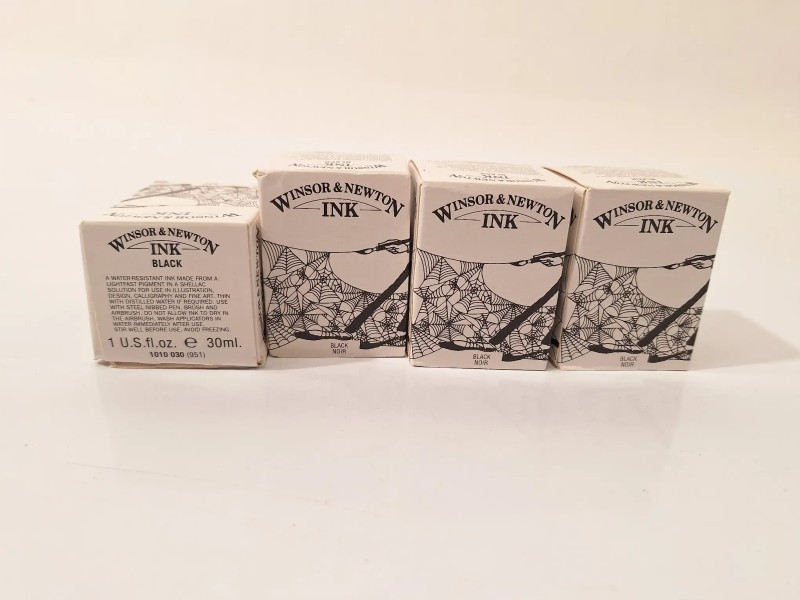 WINSOR & NEWTON
INK
BLACK
A WATER-RESISTANT INK MADE FROM A
LIGHTFAST PIGMENT IN A SHELLAC
SOLUTION FOR USE IN ILLUSTRATION,
DESIGN, CALLIGRAPHY AND FINE ART. THIN
WITH DISTILLED WATER IF REQUIRED. USE
WITH STEEL NIBBED PEN, BRUSH AND
AIRBRUSH. DO NOT ALLOW INK TO DRY IN
THE AIRBRUSH, WASH APPLICATORS IN
WATER IMMEDIATELY AFTER USE.
STIR WELL BEFORE USE. AVOID FREEZING.
1 U.S.fl.oz. e 30ml.
1010 030 (951)
WINSOR & NEWTON
INK
BLACK
NOIR
WINSOR & NEWTON
INK
BLACK
NOIR
WINSOR & NEWTON
INK
BLACK
NOIR